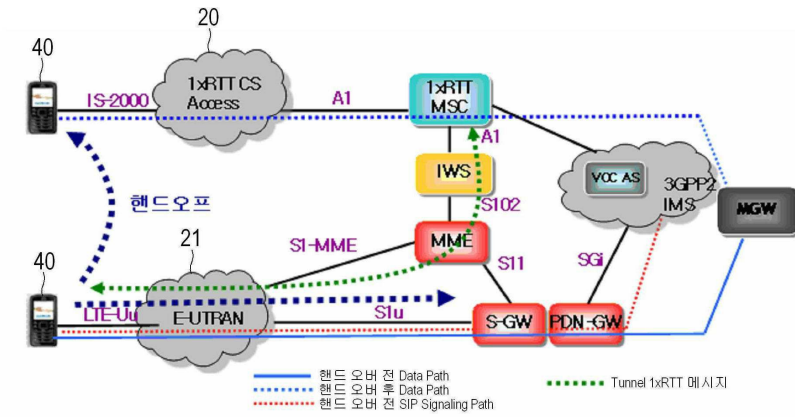 20
40
1xRTT CS
Access
IS-2000
A1
1xRTT
MSC
A1
IWS
VCC AS
3GPP2
IMS
MGW
핸드오프
S102
21
S1-MME
MME
40
S11
SGi
LTE-Uu
E-UTRAN
S1u
S-GW
PDN-GW
핸드 오버 전 Data Path
핸드 오버 후 Data Path
핸드 오버 전 SIP Signaling Path
Tunnel 1xRTT 메시지